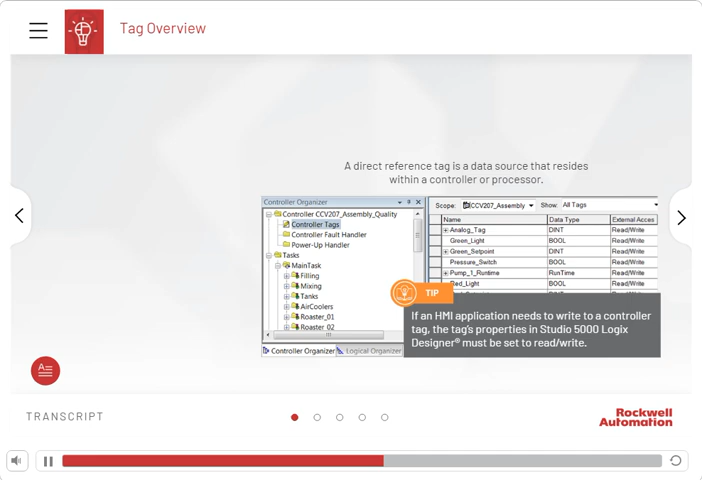 Tag Overview
A direct reference tag is a data source that resides
within a controller or processor.
Controller Organizer
Controller CCV207_Assembly_Quality
Controller Tags
Controller Fault Handler
Power-Up Handler
Tasks
MainTask
Filling
Mixing
Tanks
AirCoolers
Roaster_01
Roaster_02
Controller Organizer Logical Organizer
Scope: CCV207_Assembly Show: All Tags
Name Data Type External Acces
Analog_Tag DINT Read/Write
Green_Light BOOL Read/Write
Green_Setpoint DINT Read/Write
Pressure_Switch BOOL Read/Write
Pump_1_Runtime RunTime Read/Write
Red_Light BOOL Read/Write
TIP
If an HMI application needs to write to a controller
tag, the tag's properties in Studio 5000 Logix
Designer® must be set to read/write.
A
TRANSCRIPT
Rockwell
Automation